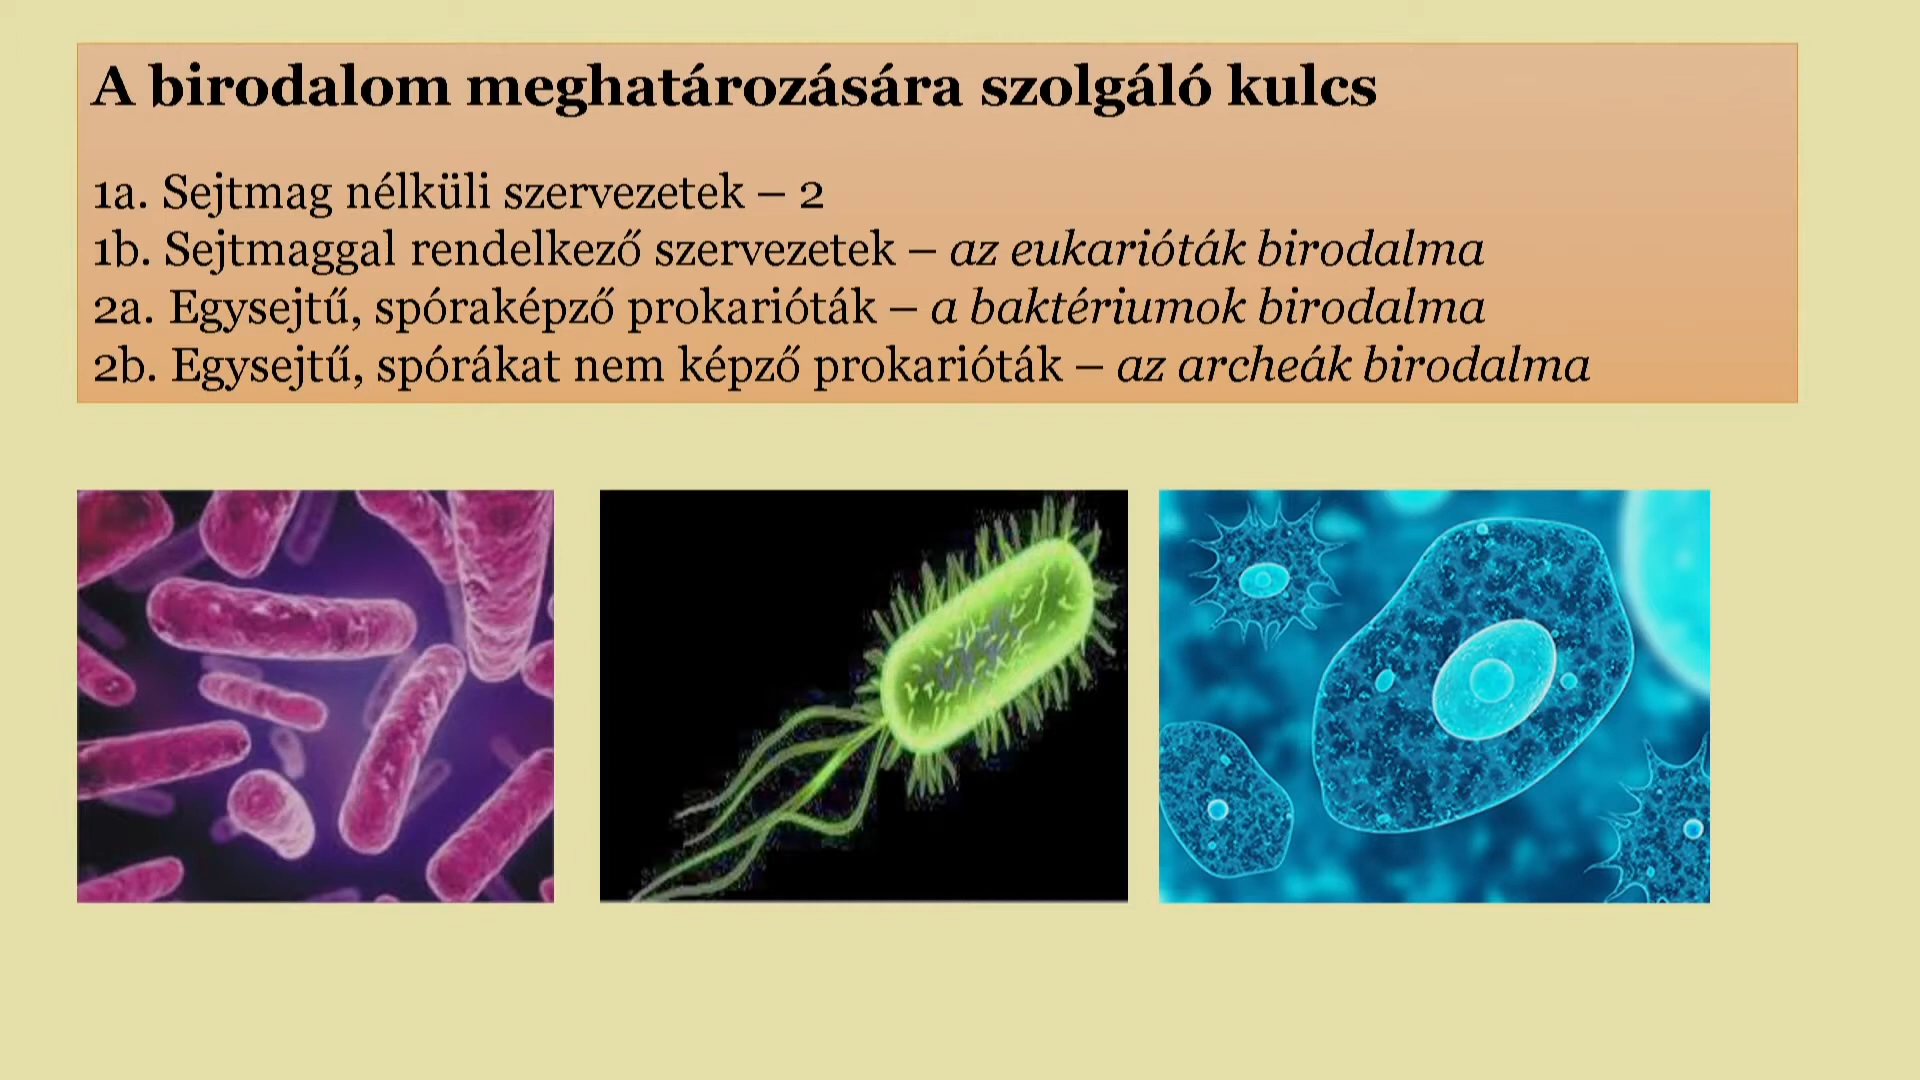 A birodalom meghatározására szolgáló kulcs
1a. Sejtmag nélküli szervezetek – 2
1b. Sejtmaggal rendelkező szervezetek – az eukarióták birodalma
2a. Egysejtű, spóraképző prokarióták – a baktériumok birodalma
2b. Egysejtű, spórákat nem képző prokarióták – az archeák birodalma